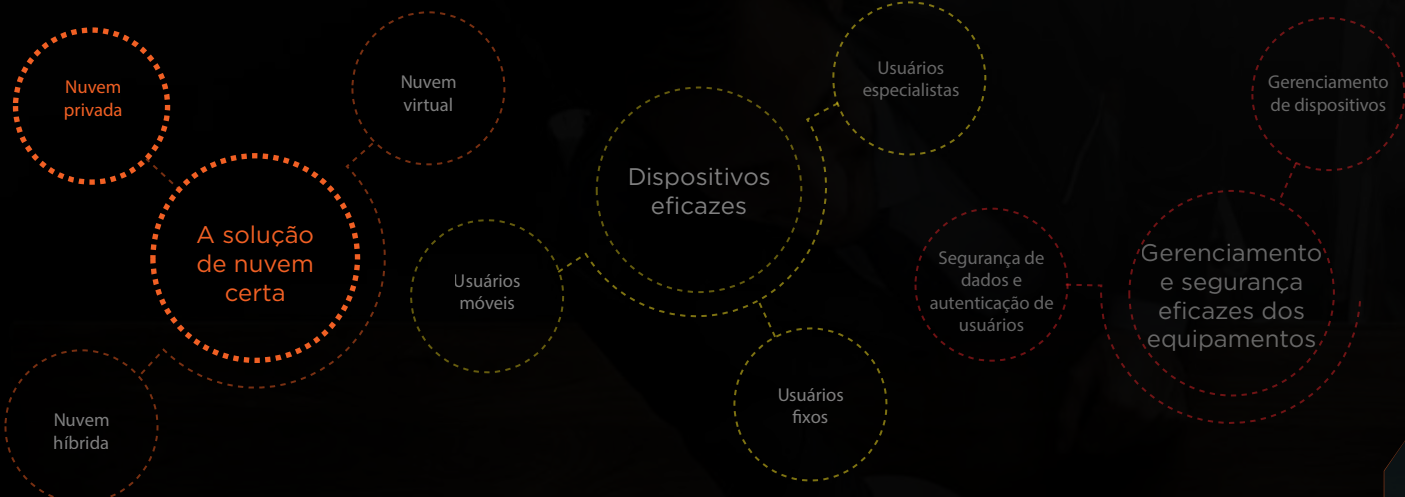 Nuvem
privada
A solução
de nuvem
certa
Nuvem
virtual
Nuvem
híbrida
Dispositivos
eficazes
Usuários
móveis
Usuários
especialistas
Usuários
fixos
Gerenciamento
e segurança
eficazes dos
equipamentos
Segurança de
dados e
autenticação de
usuários
Gerenciamento
de dispositivos